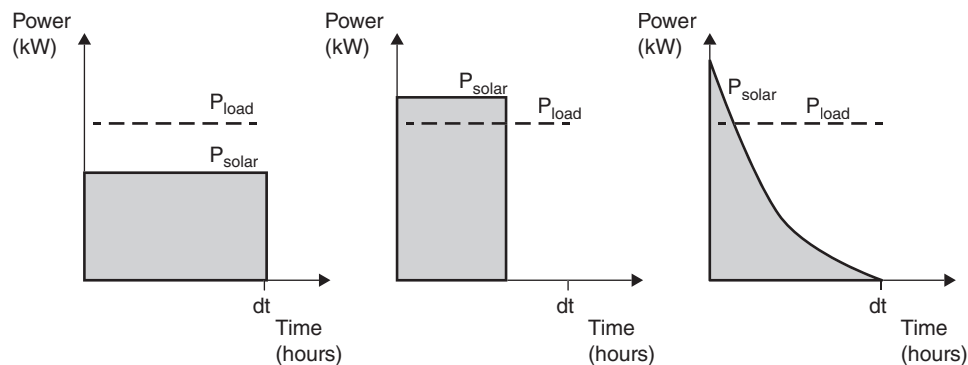 Power
(kW)
P_load
P_solar
dt
Time
(hours)
Power
(kW)
P_solar
P_load
dt
Time
(hours)
Power
(kW)
P_solar
P_load
dt
Time
(hours)